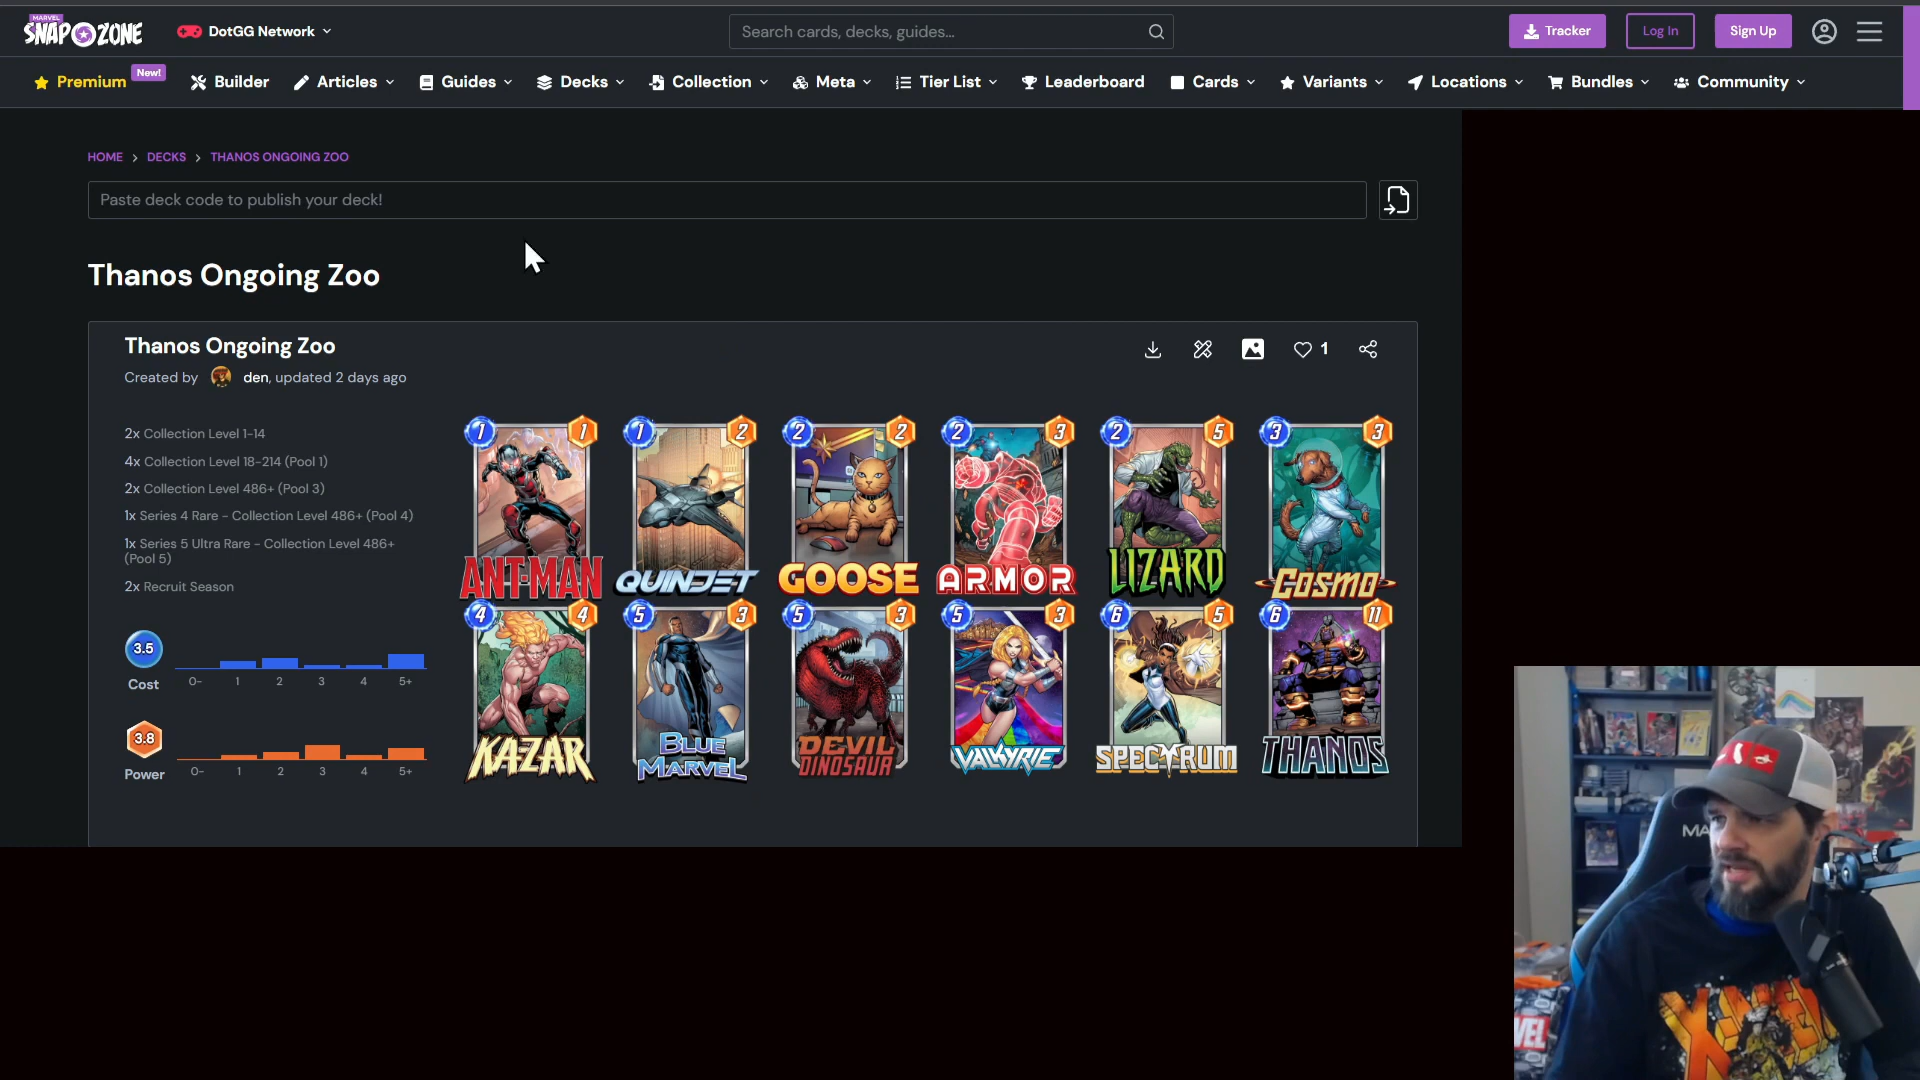 MARVEL
SNAP ZONE
DotGG Network
Search cards, decks, guides...
Tracker
Log In
Sign Up
Premium
New!
Builder
Articles
Guides
Decks
Collection
Meta
Tier List
Leaderboard
Cards
Variants
Locations
Bundles
Community
HOME > DECKS > THANOS ONGOING ZOO
Paste deck code to publish your deck!
Thanos Ongoing Zoo
Thanos Ongoing Zoo
Created by den, updated 2 days ago
1
2x Collection Level 1-14
4x Collection Level 18-214 (Pool 1)
2x Collection Level 486+ (Pool 3)
1x Series 4 Rare - Collection Level 486+ (Pool 4)
1x Series 5 Ultra Rare - Collection Level 486+
(Pool 5)
2x Recruit Season
3.5
Cost
0- 1 2 3 4 5+
3.8
Power
0- 1 2 3 4 5+
1 1 1 2 2 2 2 3 2 5 3 3
ANT-MAN QUINJET GOOSE ARMOR LIZARD COSMO
4 4 5 3 5 3 5 3 6 5 6 11
KA-ZAR BLUE MARVEL DEVIL DINOSAUR VALKYRIE SPECTRUM THANOS
MA
X-MEN
VEL